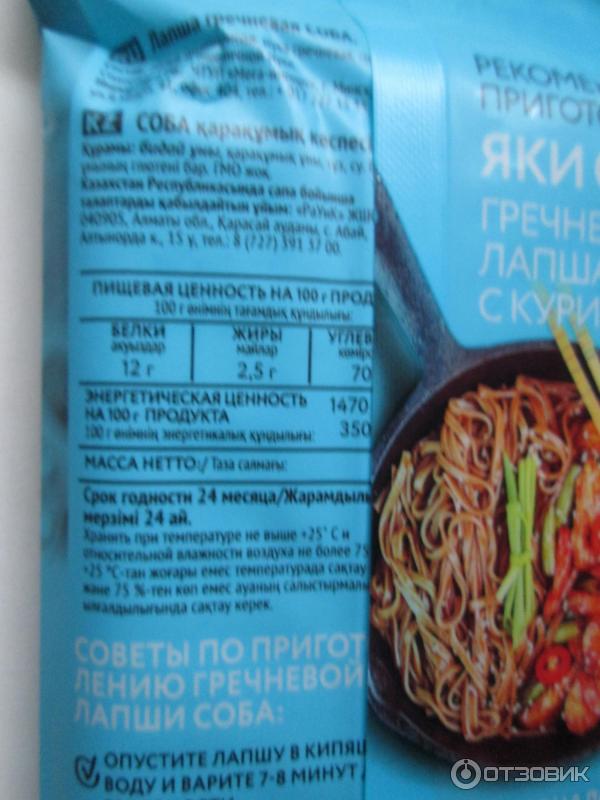 Лапша гречневая СОБА.
KZ СОБА қарақұмық кеспес
Құрамы: бидай ұны, қарақұмық ұны, тұз, су.
глютені бар. ГМО жоқ.
Казахстан Республикасында сапа бойынша
талаптарды қабылдайтын ұйым: «РаУнК» ЖШ
040905, Алматы обл., Қарасай ауданы, с. Абай,
Алтынорда к., 15 у, тел.: 8 (727) 391 37 00.
ПИЩЕВАЯ ЦЕННОСТЬ НА 100 г ПРОД
100 г өнімнің тағамдық құндылығы:
БЕЛКИ ЖИРЫ УГЛЕВ
ақуыздар майлар көмірс
12 г 2,5 г 70
ЭНЕРГЕТИЧЕСКАЯ ЦЕННОСТЬ 1470
НА 100 г ПРОДУКТА 350
100 г өнімнің энергетикалық құндылығы:
МАССА НЕТТО:/ Таза салмағы:
Срок годности 24 месяца/Жарамдылы
мерзімі 24 ай.
Хранить при температуре не выше +25° С и
относительной влажности воздуха не более 75
+25 °С-тан жоғары емес температурада сақтау
және 75 %-тен көп емес ауаның салыстырмалы
ылғалдылығында сақтау керек.
СОВЕТЫ ПО ПРИГОТ
ЛЕНИЮ ГРЕЧНЕВОЙ
ЛАПШИ СОБА:
ОПУСТИТЕ ЛАПШУ В КИПЯЩ
ВОДУ И ВАРИТЕ 7-8 МИНУТ Д
РЕКОМЕ
ПРИГОТО
ЯКИ
ГРЕЧНЕ
ЛАПША
С КУРИ
ОТЗОВИК